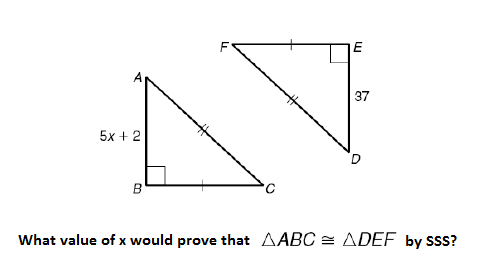 F
E
A
37
5x + 2
D
B
C
What value of x would prove that △ABC ≅ △DEF by SSS?